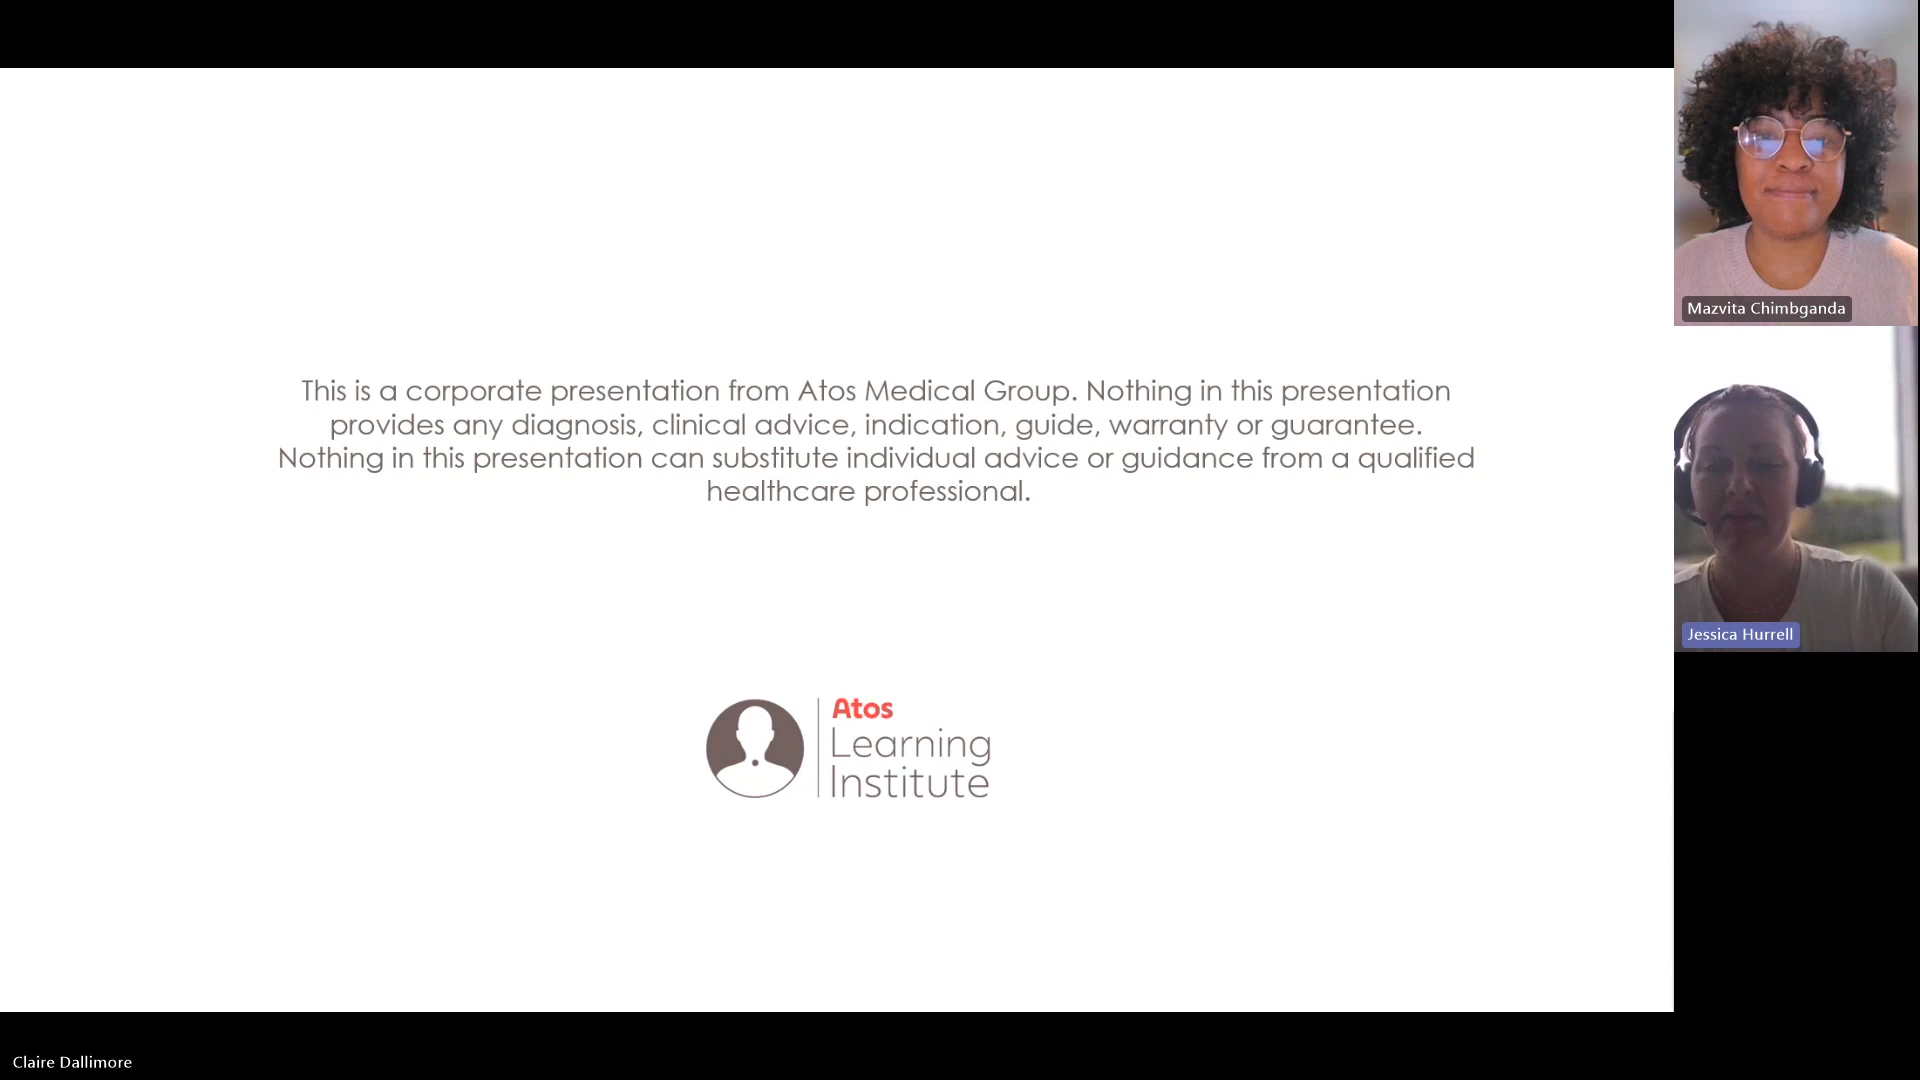 This is a corporate presentation from Atos Medical Group. Nothing in this presentation
provides any diagnosis, clinical advice, indication, guide, warranty or guarantee.
Nothing in this presentation can substitute individual advice or guidance from a qualified
healthcare professional.
Atos
Learning
Institute
Mazvita Chimbganda
Jessica Hurrell
Claire Dallimore